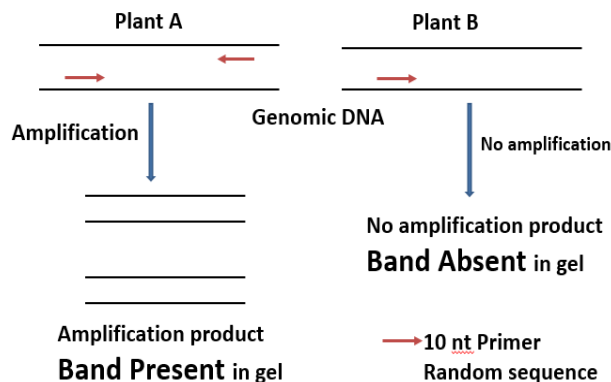 Plant A
Plant B
Genomic DNA
Amplification
No amplification
No amplification product
Band Absent in gel
Amplification product
Band Present in gel
10 nt Primer
Random sequence